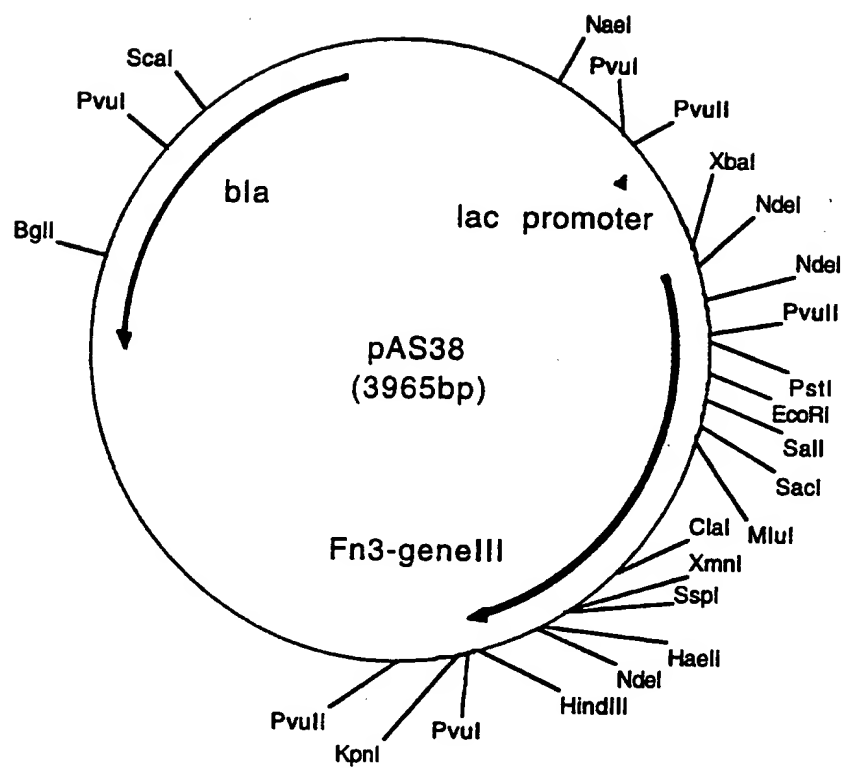 NaeI
ScaI
PvuI
PvuI
PvuII
XbaI
bla
NdeI
lac promoter
BglI
NdeI
PvuII
pAS38
(3965bp)
PstI
EcoRI
SalI
SacI
ClaI
MluI
Fn3-geneIII
XmnI
SspI
HaeII
NdeI
HindIII
PvuII
PvuI
KpnI